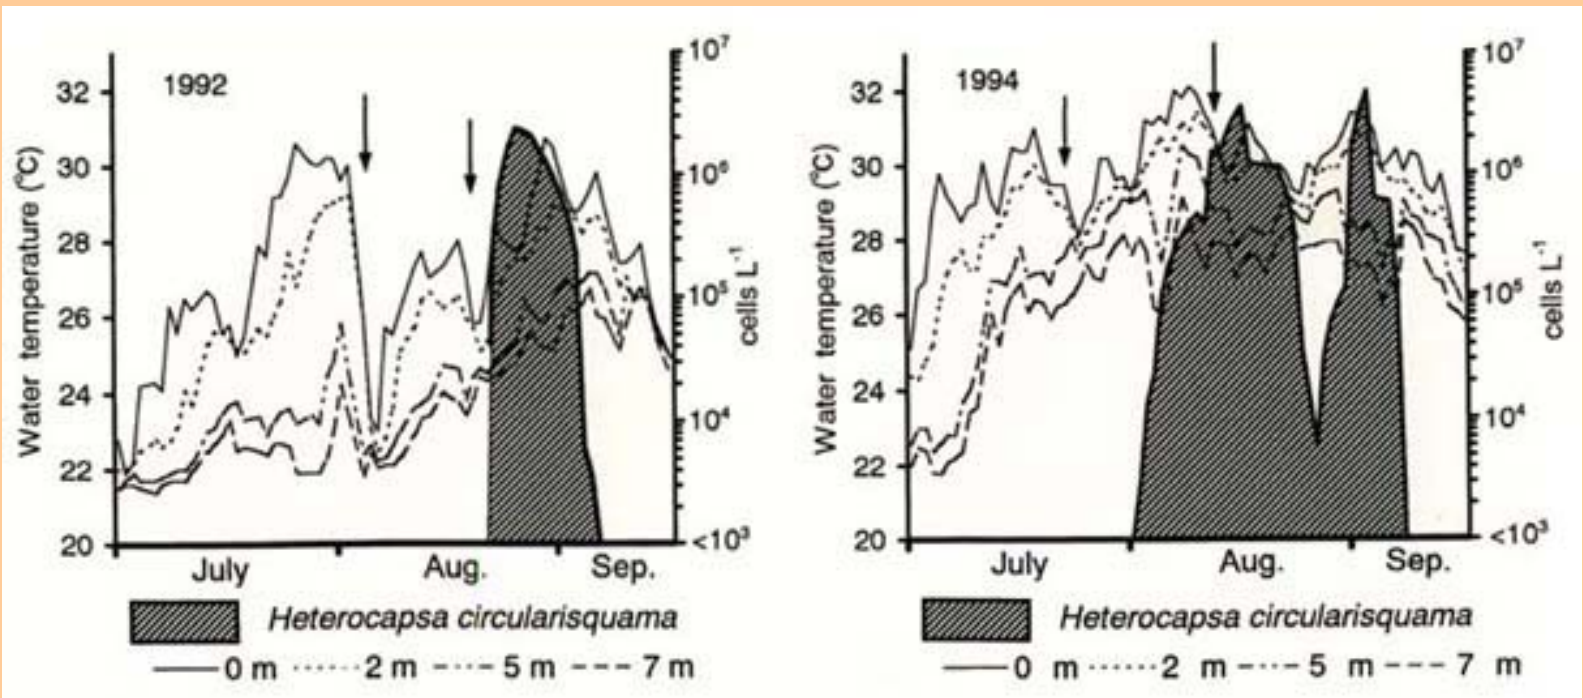 1992
Water temperature (°C)
32
30
28
26
24
22
20
10⁷
10⁶
10⁵
10⁴
<10³
cells L⁻¹
July Aug. Sep.
Heterocapsa circularisquama
0 m 2 m 5 m 7 m
1994
Water temperature (°C)
32
30
28
26
24
22
20
10⁷
10⁶
10⁵
10⁴
<10³
cells L⁻¹
July Aug. Sep.
Heterocapsa circularisquama
0 m 2 m 5 m 7 m